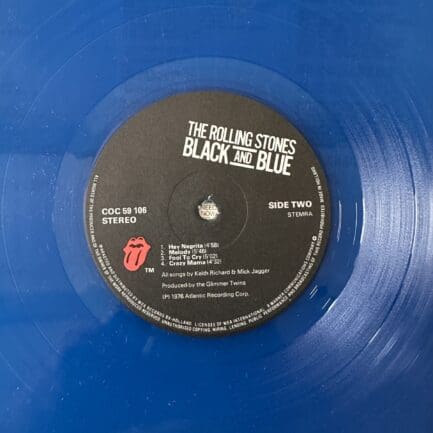 THE ROLLING STONES
BLACK AND BLUE
COC 59 106
STEREO
SIDE TWO
STEMRA
1. Hey Negrita (4'58)
2. Melody (5'46)
3. Fool To Cry (5'02)
4. Crazy Mama (4'32)
TM
All songs by Keith Richard & Mick Jagger
Produced by the Glimmer Twins
(P) 1976 Atlantic Recording Corp.